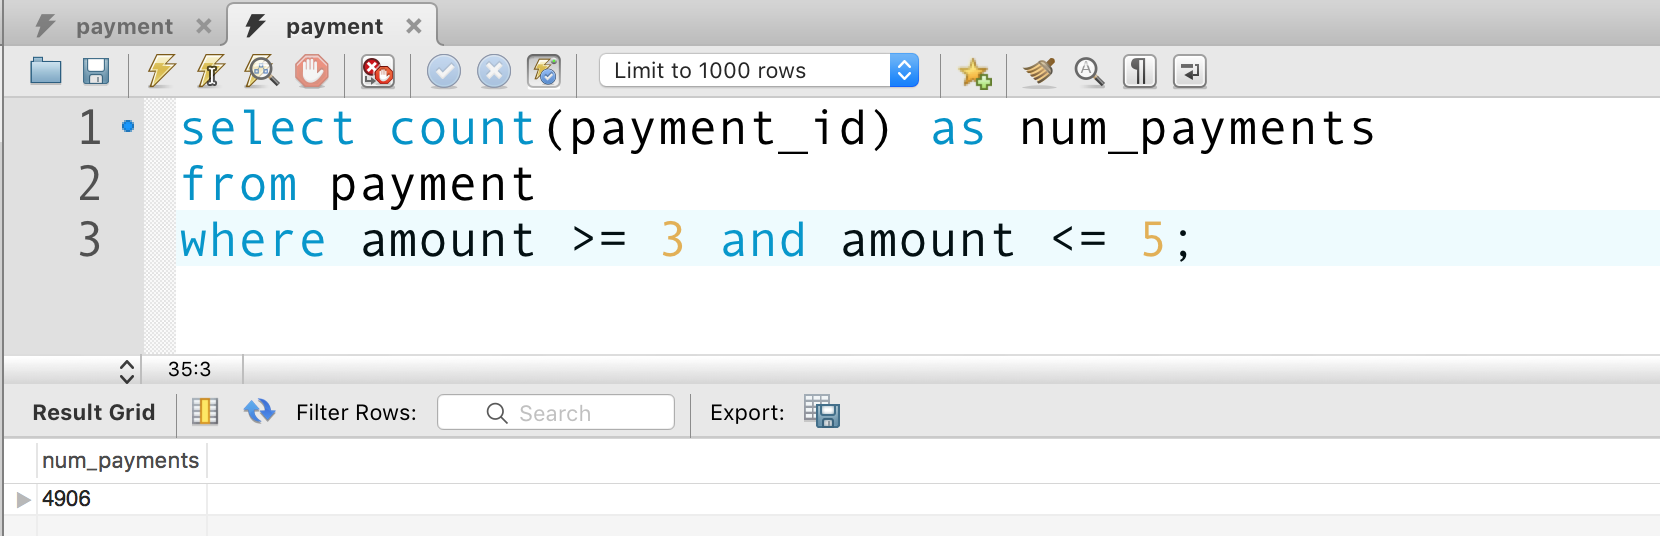 payment payment
Limit to 1000 rows
1 select count(payment_id) as num_payments
2 from payment
3 where amount >= 3 and amount <= 5;
35:3
Result Grid Filter Rows: Search Export:
num_payments
4906